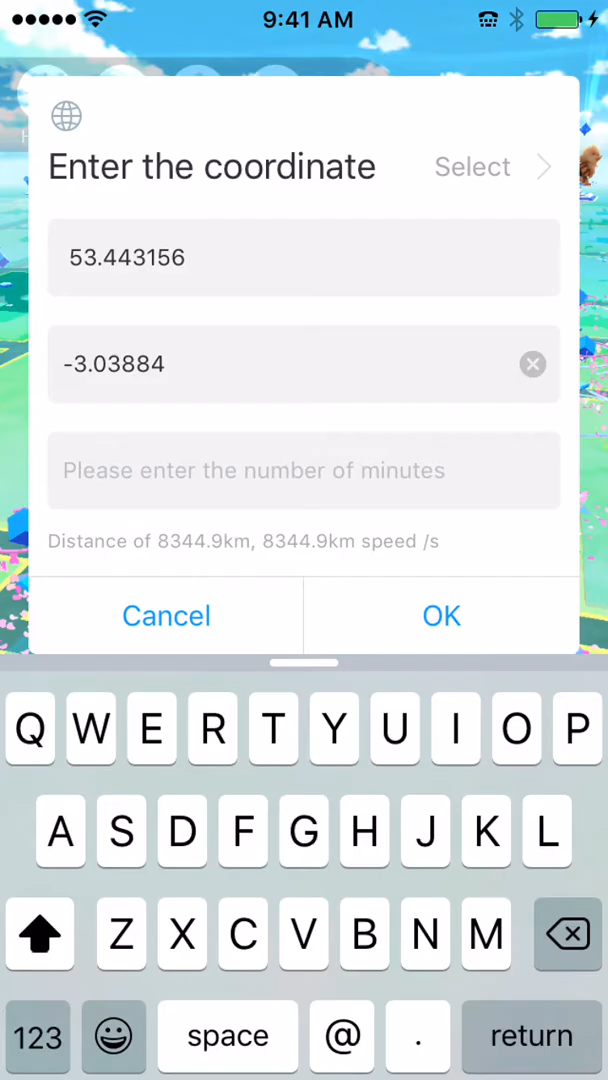 9:41 AM
Enter the coordinate Select
53.443156
-3.03884
Please enter the number of minutes
Distance of 8344.9km, 8344.9km speed /s
Cancel OK
Q W E R T Y U I O P
A S D F G H J K L
Z X C V B N M
123 space @ . return